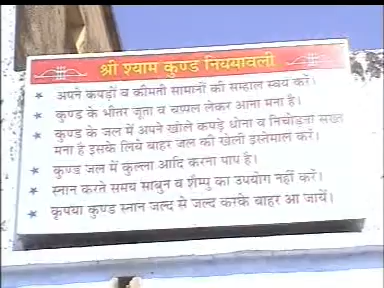 श्री श्याम कुण्ड नियमावली
★ अपने कपड़ों व कीमती सामानों की सम्हाल स्वयं करें।
★ कुण्ड के भीतर जूता व चप्पल लेकर आना मना है।
★ कुण्ड के जल में अपने खोले कपड़े धोना व निचोड़ना सख्त
मना है इसके लिये बाहर जल की खेली इस्तेमाल करें।
★ कुण्ड जल में कुल्ला आदि करना पाप है।
★ स्नान करते समय साबुन व शैम्पु का उपयोग नहीं करें।
★ कृपया कुण्ड स्नान जल्द से जल्द करके बाहर आ जायें।